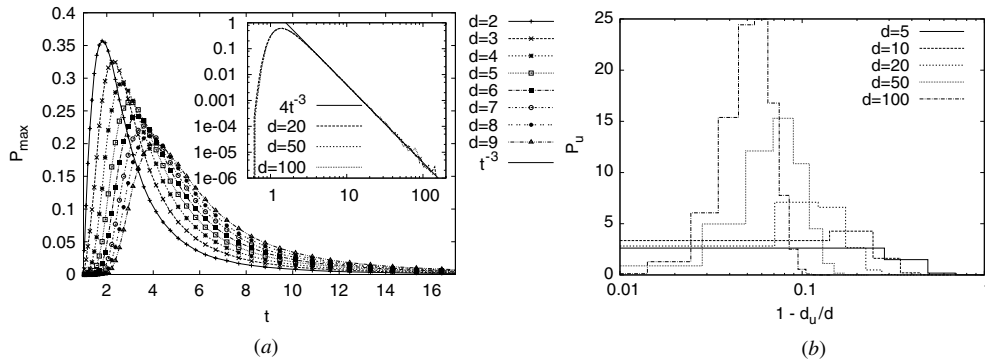 (a)
0.4
0.35
0.3
0.25
0.2
0.15
0.1
0.05
0
P_max
2 4 6 8 10 12 14 16
t
1
0.1
0.01
0.001
1e-04
1e-05
1e-06
4t^-3
d=20
d=50
d=100
1 10 100
d=2
d=3
d=4
d=5
d=6
d=7
d=8
d=9
t^-3
(a)
(b)
25
20
15
10
5
0
P_u
d=5
d=10
d=20
d=50
d=100
0.01 0.1
1 - d_u/d
(b)